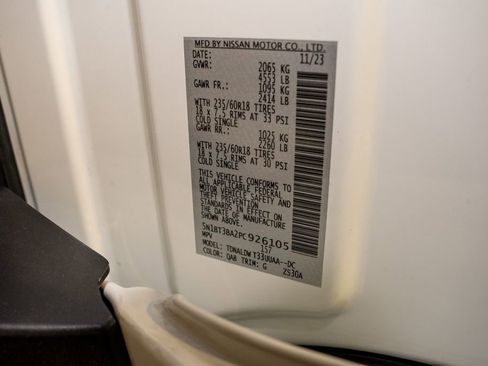 MFD BY NISSAN MOTOR CO., LTD.
DATE: 11/23
GVWR: 2065 KG
4553 LB
GAWR FR.: 1095 KG
2414 LB
WITH 235/60R18 TIRES
18 x 7.5 RIMS AT 33 PSI
COLD SINGLE
GAWR RR.: 1025 KG
2260 LB
WITH 235/60R18 TIRES
18 x 7.5 RIMS AT 30 PSI
COLD SINGLE
THIS VEHICLE CONFORMS TO
ALL APPLICABLE FEDERAL
MOTOR VEHICLE SAFETY AND
THEFT PREVENTION
STANDARDS IN EFFECT ON
THE DATE OF MANUFACTURE
SHOWN ABOVE.
5N1BT3BA2PC926105
MPV 157
MODEL: TDNALDW T33UUAA--DC
COLOR: QAB TRIM: G ZS30A